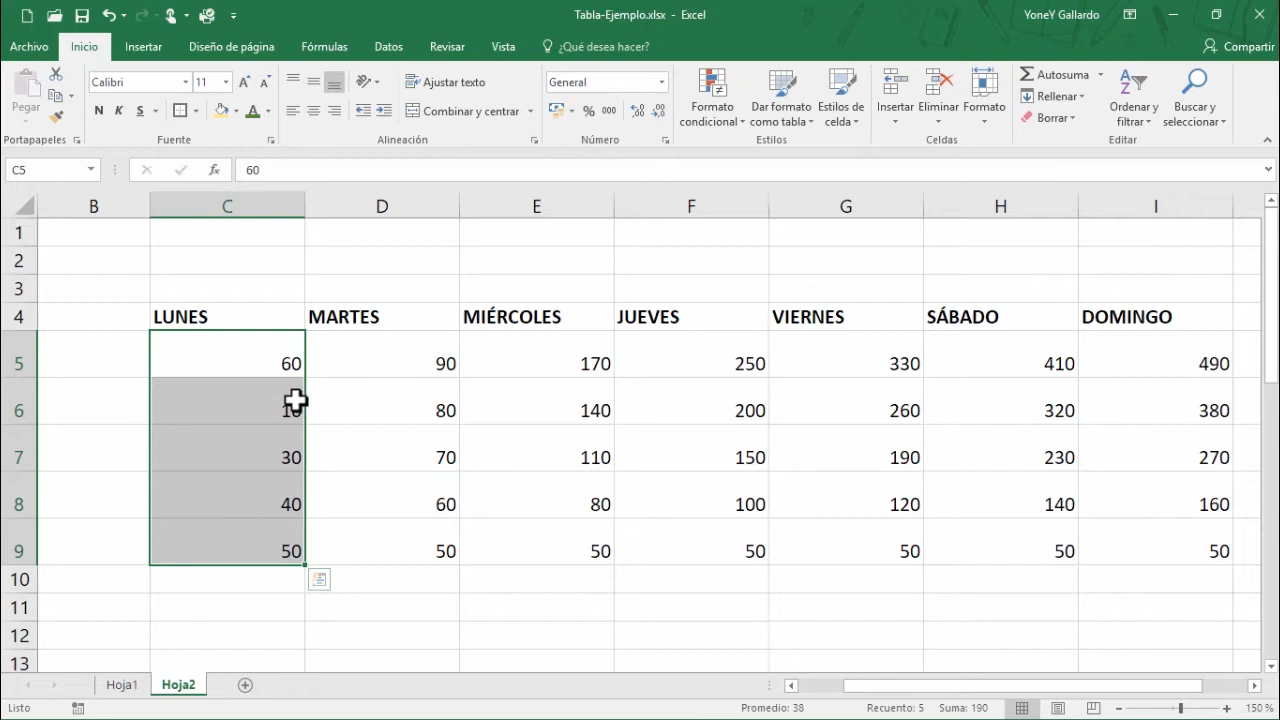 Tabla-Ejemplo.xlsx - Excel YoneY Gallardo
Archivo Inicio Insertar Diseño de página Fórmulas Datos Revisar Vista ¿Qué desea hacer? Compartir
Pegar Calibri 11 Ajustar texto General Formato condicional Dar formato como tabla Estilos de celda Insertar Eliminar Formato Autosuma Ordenar y filtrar Buscar y seleccionar
Rellenar
N K S A Combinar y centrar % 000 Borrar
Portapapeles Fuente Alineación Número Estilos Celdas Editar
C5 fx 60
B C D E F G H I
1
2
3
4 LUNES MARTES MIÉRCOLES JUEVES VIERNES SÁBADO DOMINGO
5 60 90 170 250 330 410 490
6 80 140 200 260 320 380
7 30 70 110 150 190 230 270
8 40 60 80 100 120 140 160
9 50 50 50 50 50 50 50
10
11
12
13
Hoja1 Hoja2
Listo Promedio: 38 Recuento: 5 Suma: 190 150 %